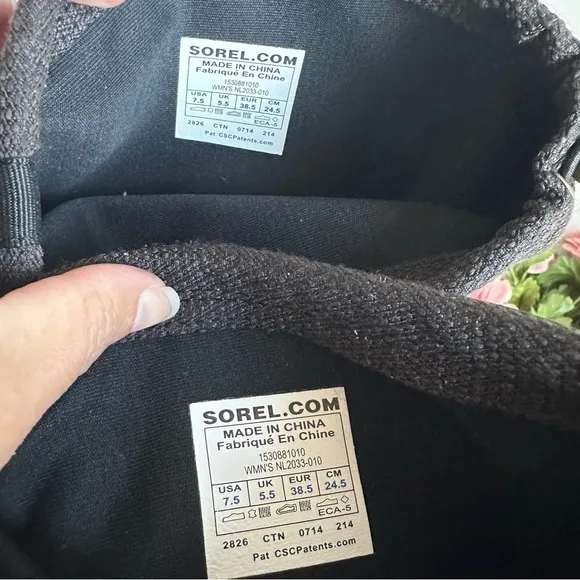 SOREL.COM
MADE IN CHINA
Fabriqué En Chine
1530881010
WMN'S NL2033-010
USA UK EUR CM
7.5 5.5 38.5 24.5
ECA-5
2826 CTN 0714 214
Pat CSCPatents.com
SOREL.COM
MADE IN CHINA
Fabriqué En Chine
1530881010
WMN'S NL2033-010
USA UK EUR CM
7.5 5.5 38.5 24.5
ECA-5
2826 CTN 0714 214
Pat CSCPatents.com